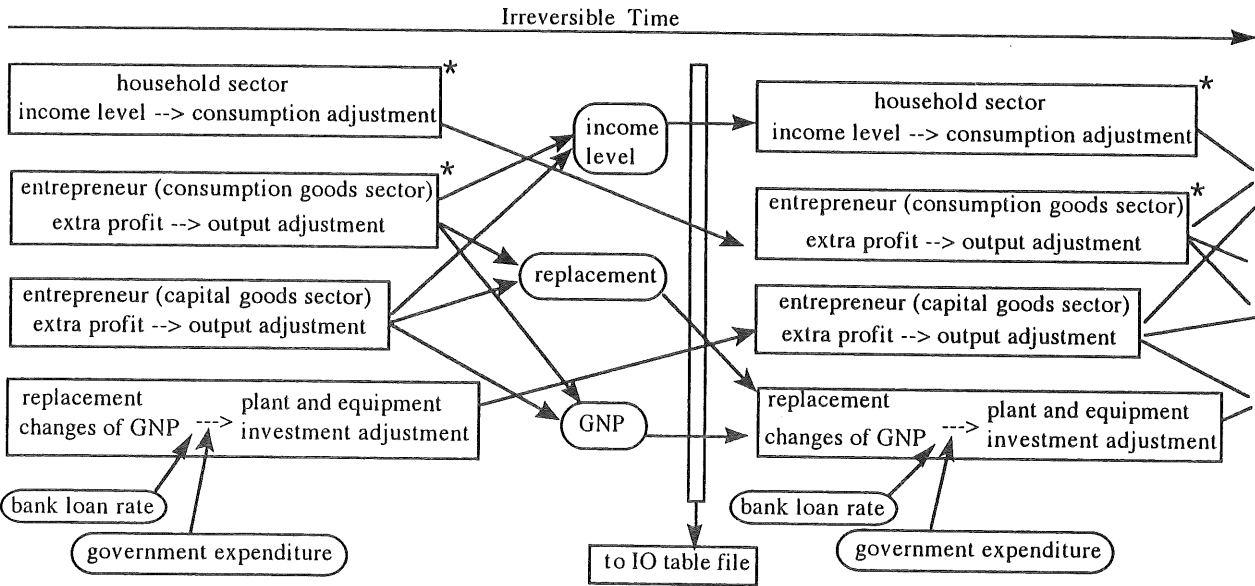 Irreversible Time
household sector *
income level --> consumption adjustment
entrepreneur (consumption goods sector) *
extra profit --> output adjustment
entrepreneur (capital goods sector)
extra profit --> output adjustment
replacement
changes of GNP ---> plant and equipment
investment adjustment
bank loan rate
government expenditure
income
level
replacement
GNP
to IO table file
household sector *
income level --> consumption adjustment
entrepreneur (consumption goods sector) *
extra profit --> output adjustment
entrepreneur (capital goods sector)
extra profit --> output adjustment
replacement
changes of GNP ---> plant and equipment
investment adjustment
bank loan rate
government expenditure